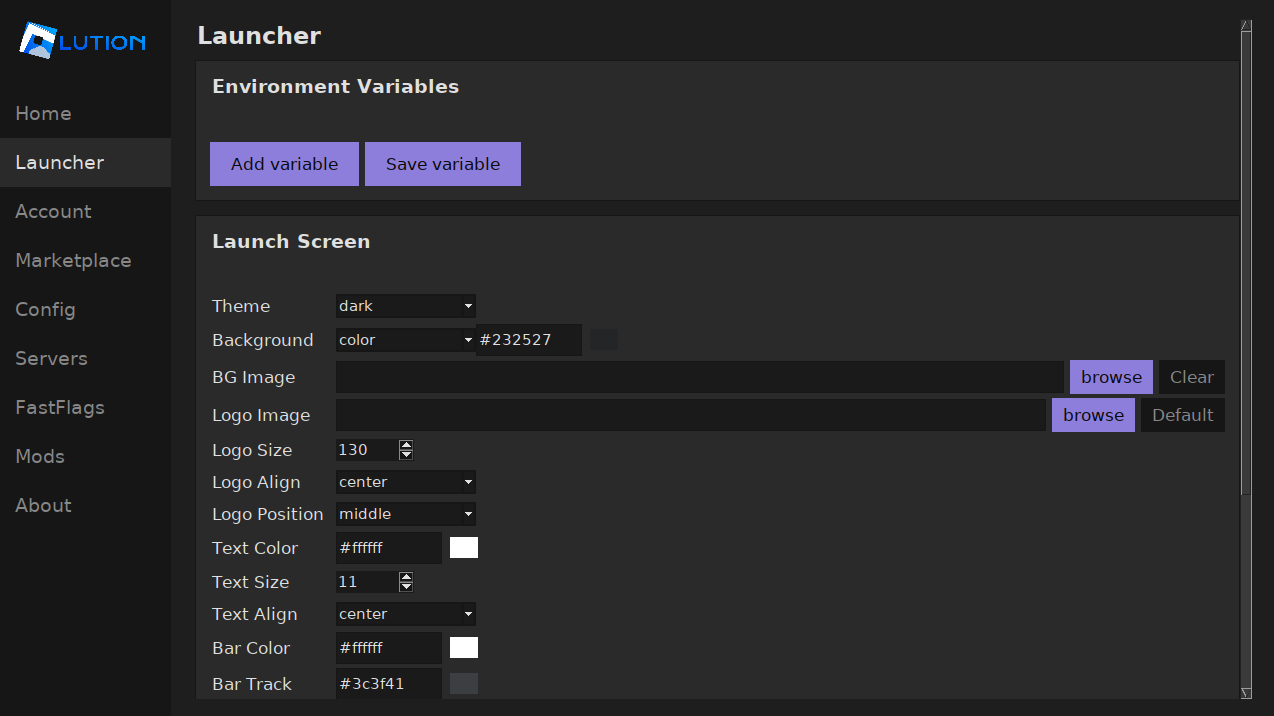 LUTION
Home
Launcher
Account
Marketplace
Config
Servers
FastFlags
Mods
About
Launcher
Environment Variables
Add variable Save variable
Launch Screen
Theme dark
Background color #232527
BG Image browse Clear
Logo Image browse Default
Logo Size 130
Logo Align center
Logo Position middle
Text Color #ffffff
Text Size 11
Text Align center
Bar Color #ffffff
Bar Track #3c3f41